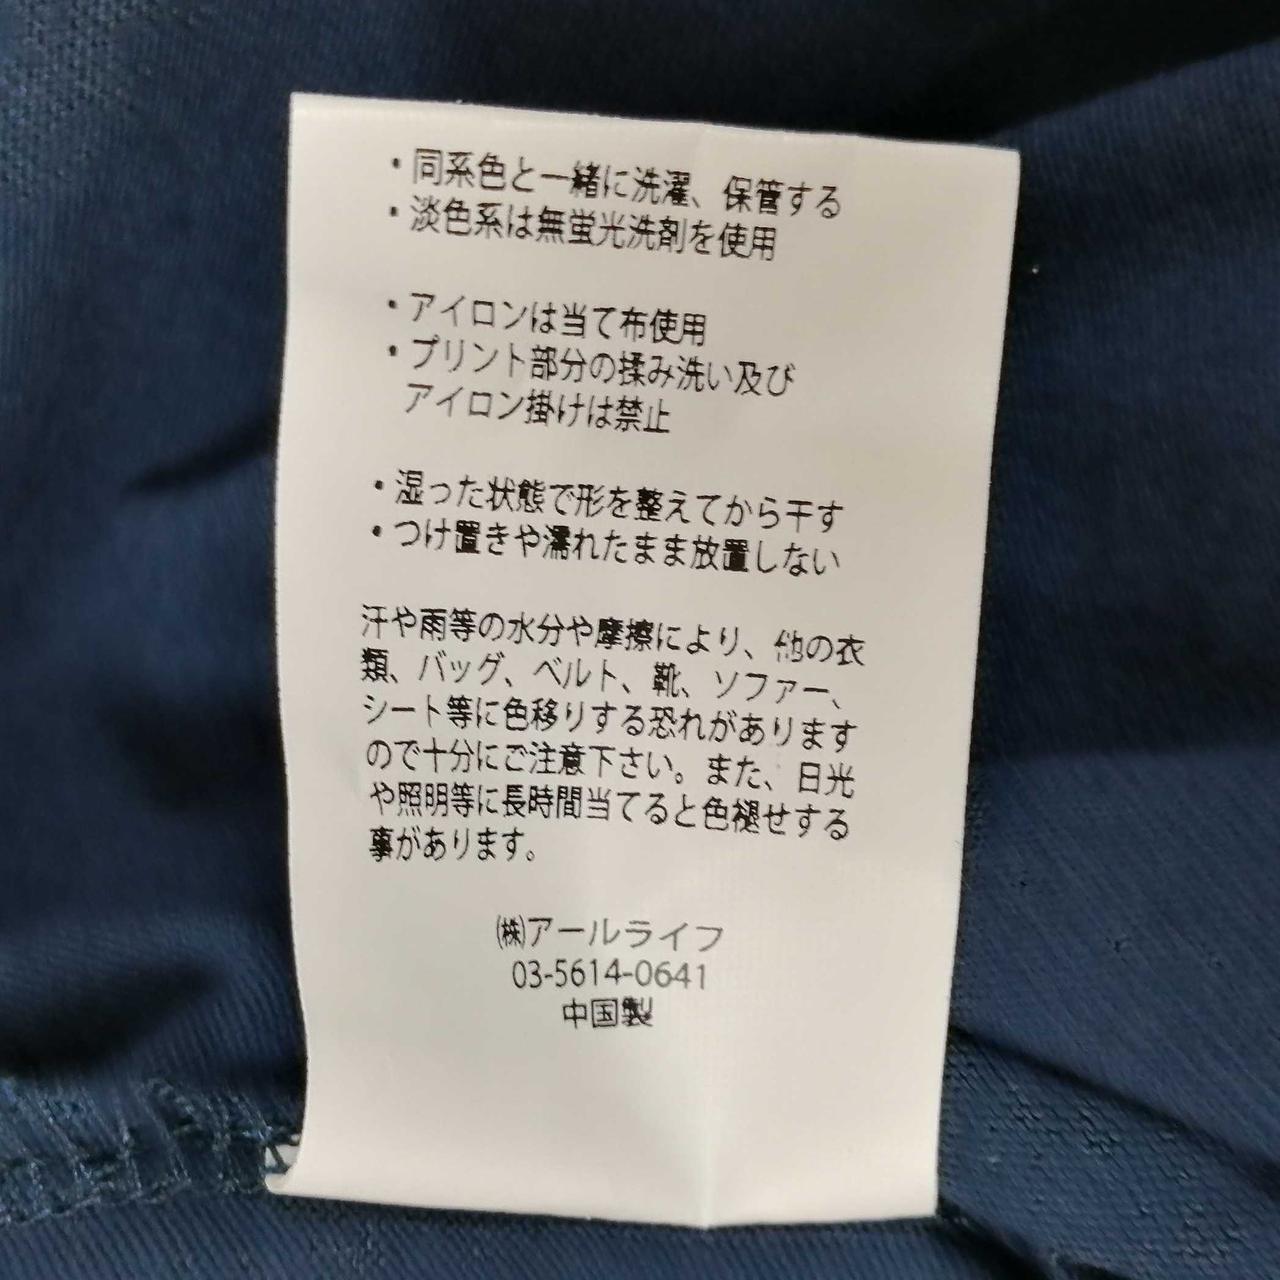 ・同系色と一緒に洗濯、保管する
・淡色系は無蛍光洗剤を使用
・アイロンは当て布使用
・プリント部分の揉み洗い及び
アイロン掛けは禁止
・湿った状態で形を整えてから干す
・つけ置きや濡れたまま放置しない
汗や雨等の水分や摩擦により、他の衣
類、バッグ、ベルト、靴、ソファー、
シート等に色移りする恐れがあります
ので十分にご注意下さい。また、日光
や照明等に長時間当てると色褪せする
事があります。
㈱アールライフ
03-5614-0641
中国製